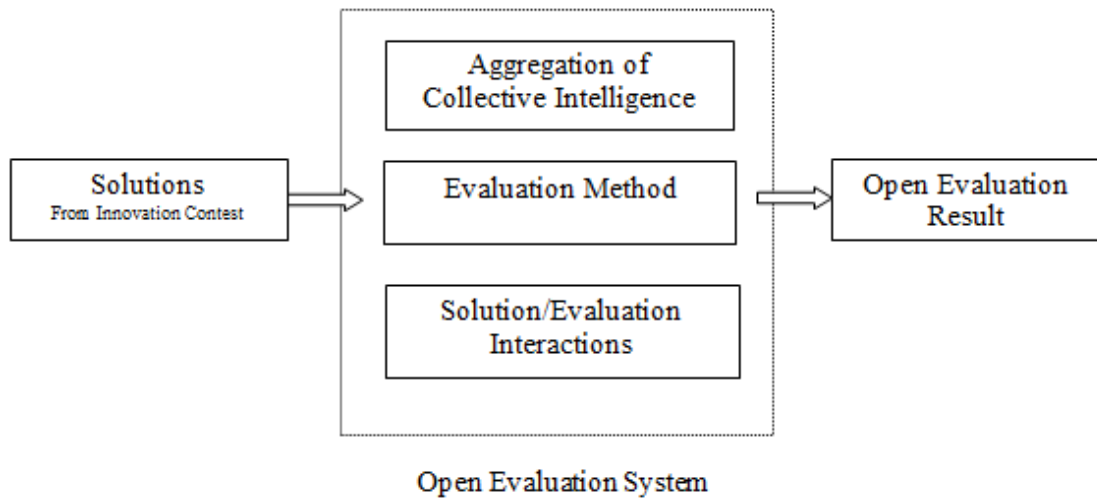 Solutions
From Innovation Contest
Aggregation of
Collective Intelligence
Evaluation Method
Solution/Evaluation
Interactions
Open Evaluation
Result
Open Evaluation System